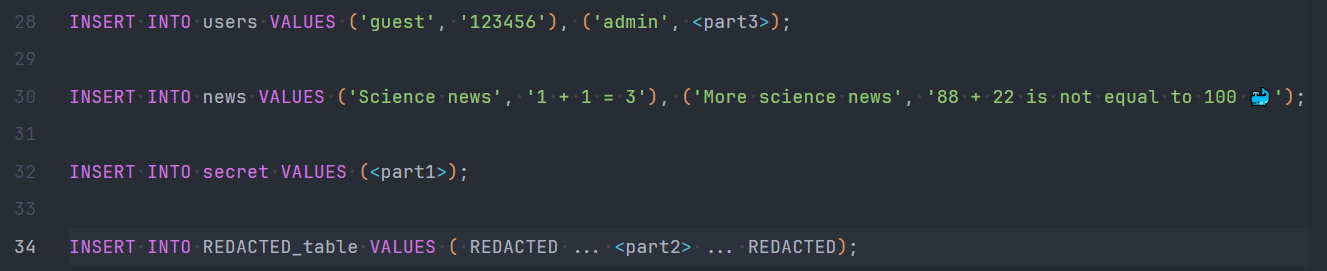 28 INSERT INTO users VALUES ('guest', '123456'), ('admin', <part3>);
29
30 INSERT INTO news VALUES ('Science news', '1 + 1 = 3'), ('More science news', '88 + 22 is not equal to 100 🐳');
31
32 INSERT INTO secret VALUES (<part1>);
33
34 INSERT INTO REDACTED_table VALUES ( REDACTED ... <part2> ... REDACTED);